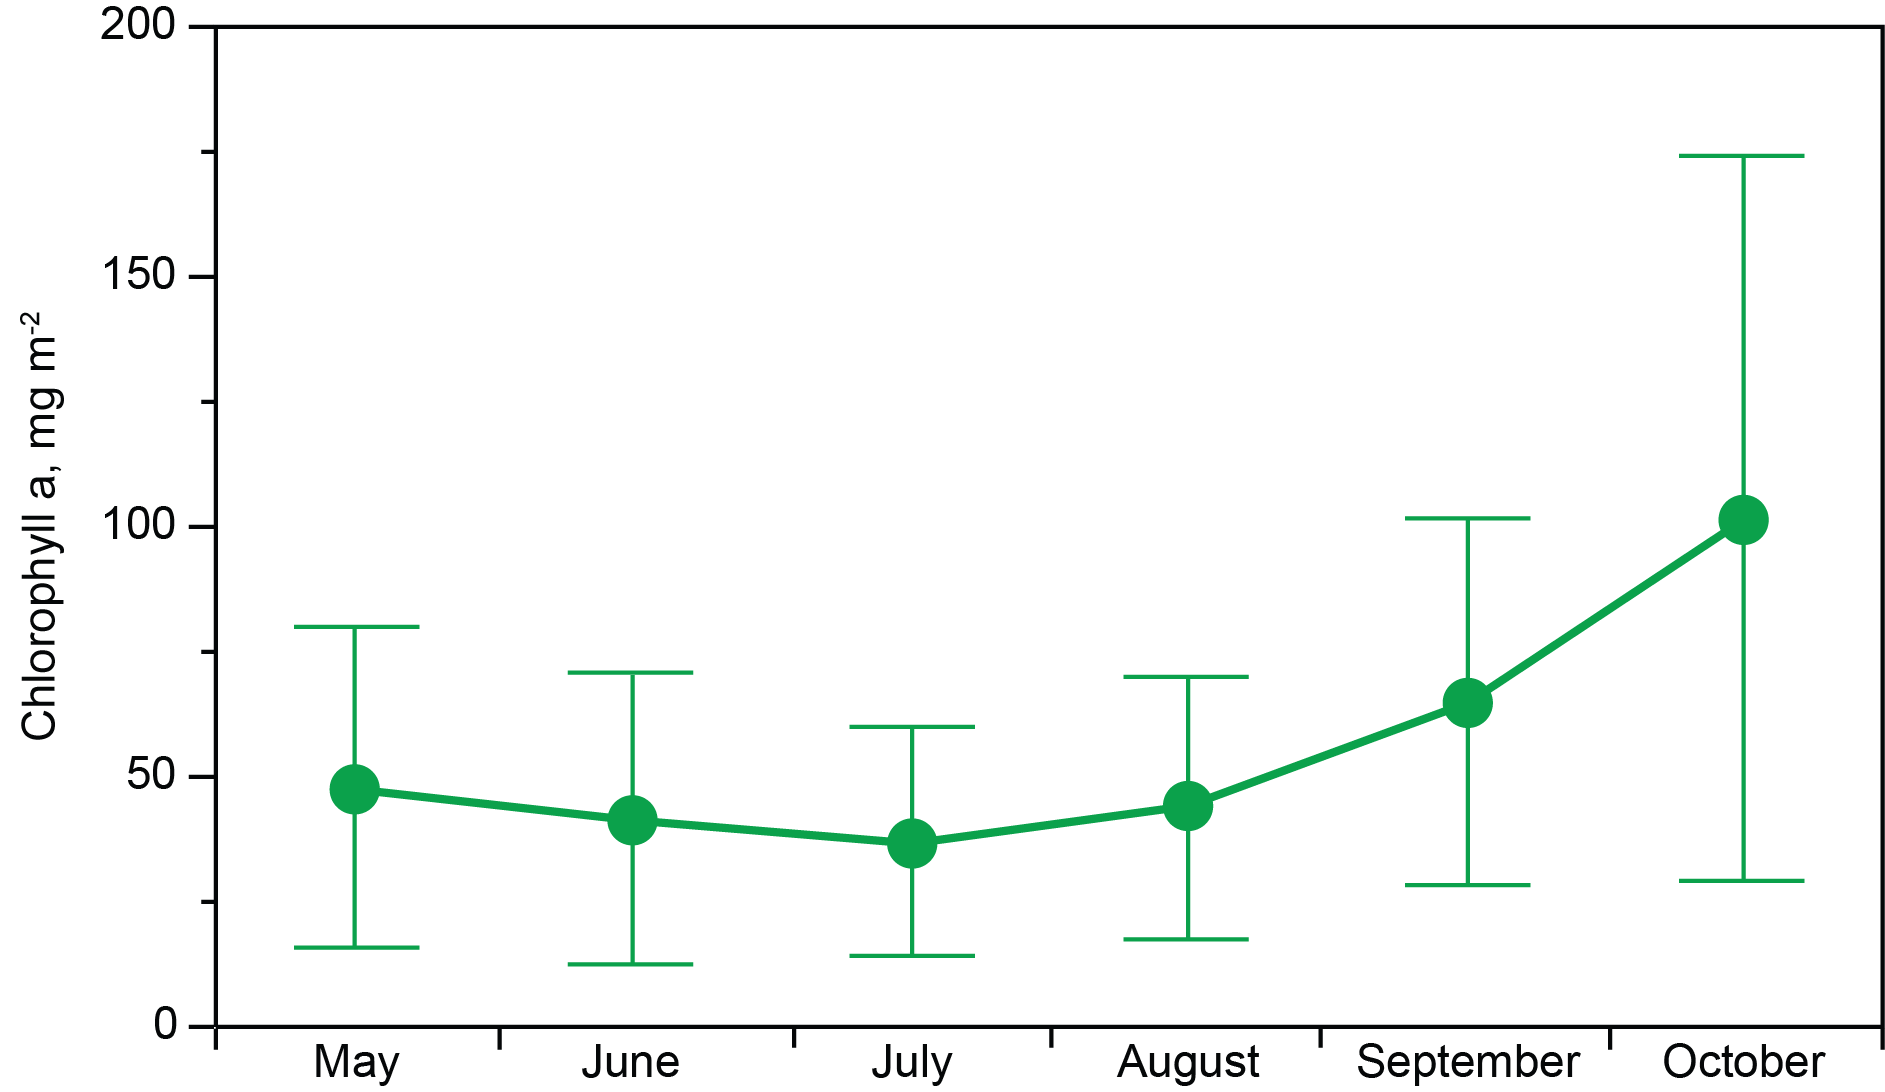 200
150
100
50
0
Chlorophyll a, mg m⁻²
May
June
July
August
September
October